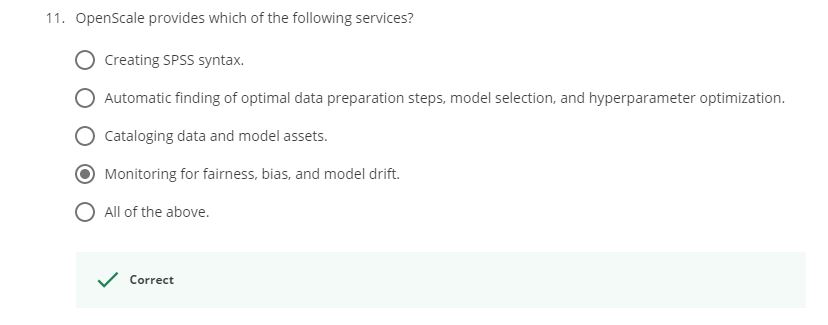 11. OpenScale provides which of the following services?
Creating SPSS syntax.
Automatic finding of optimal data preparation steps, model selection, and hyperparameter optimization.
Cataloging data and model assets.
Monitoring for fairness, bias, and model drift.
All of the above.
Correct